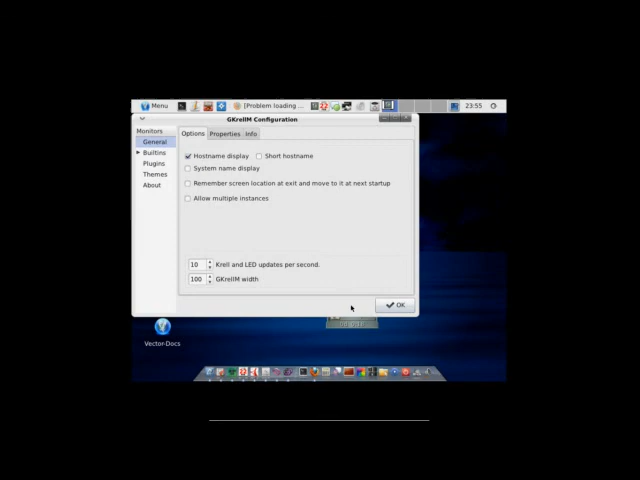 Menu
[Problem loading ...
23:55
GKrellM Configuration
Monitors
General
Builtins
Plugins
Themes
About
Options Properties Info
Hostname display Short hostname
System name display
Remember screen location at exit and move to it at next startup
Allow multiple instances
10 Krell and LED updates per second.
100 GKrellM width
OK
Vector-Docs